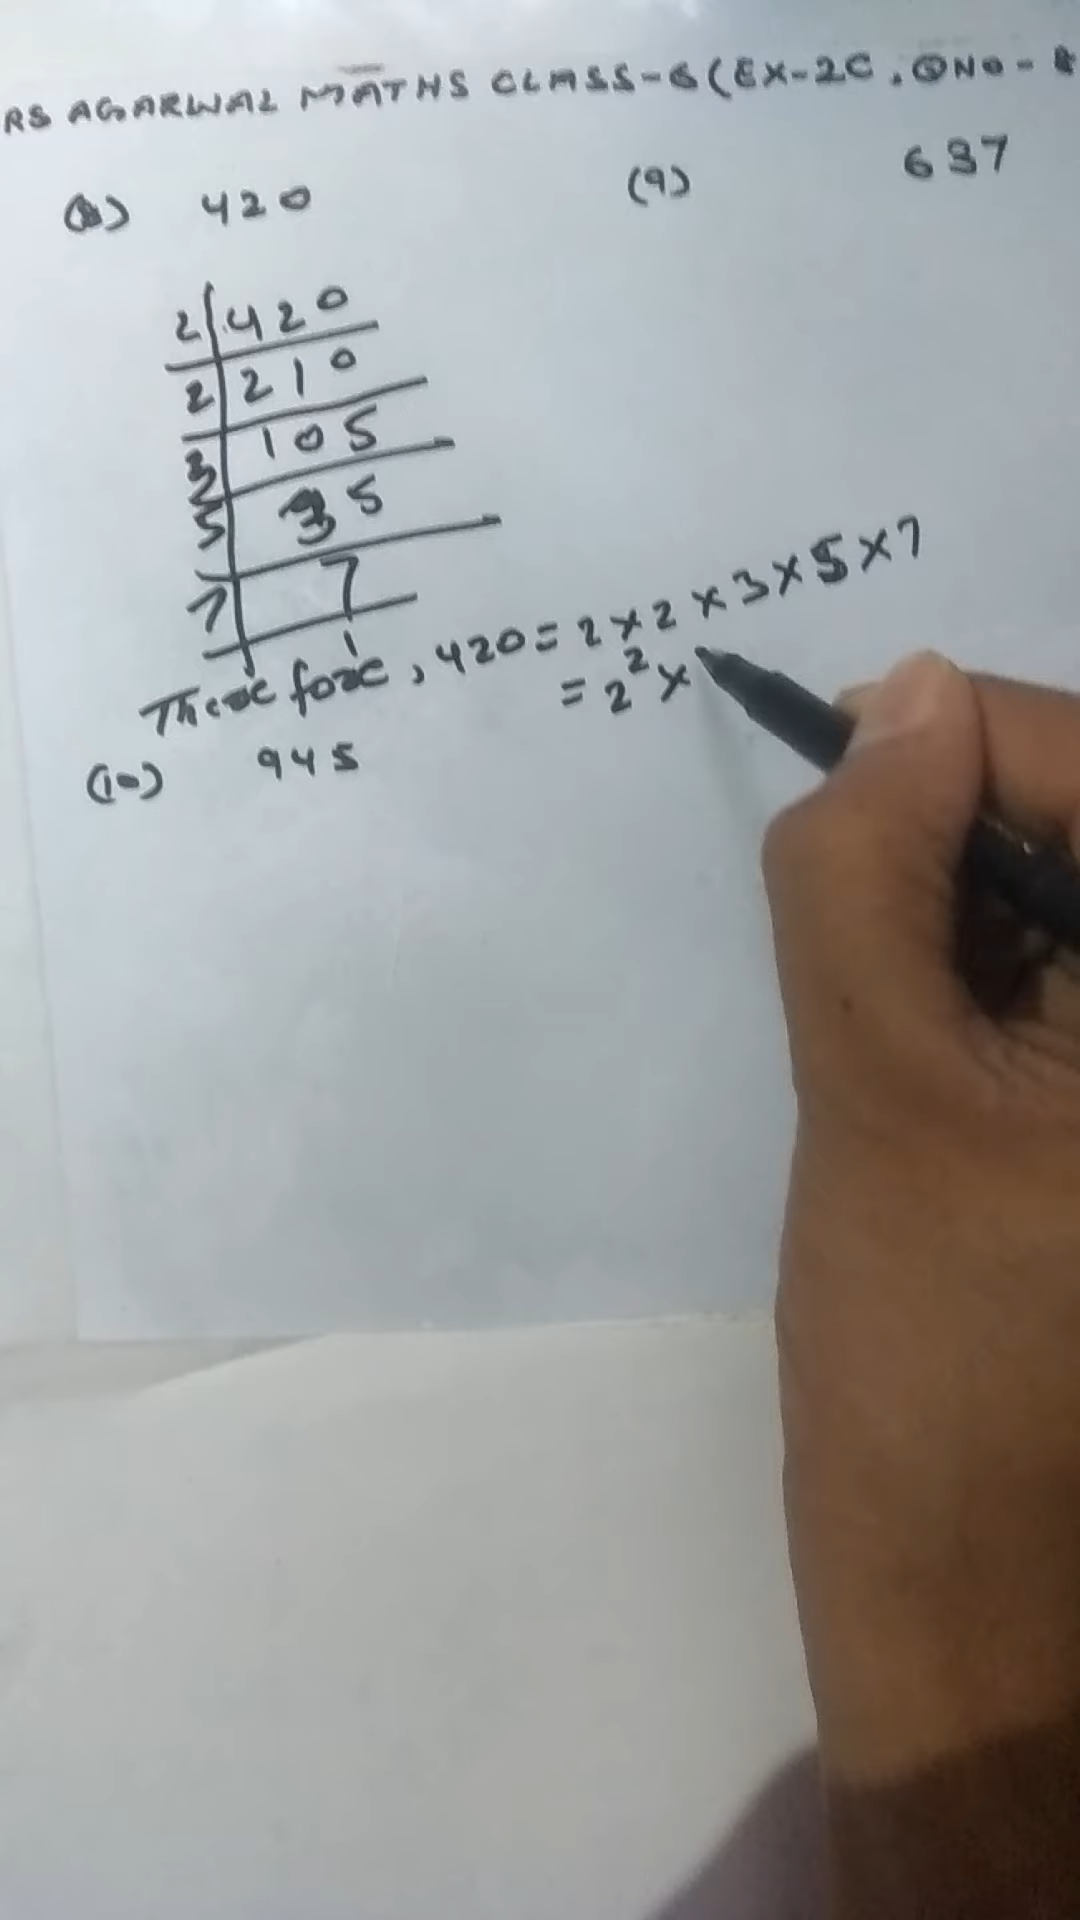 RS AGARWAL MATHS CLASS-6 (EX-2C, QNO-
(8) 420 (9) 637
2 420
2 210
3 105
5 35
7 7
1
Therefore, 420 = 2 × 2 × 3 × 5 × 7
= 2² ×
(10) 945